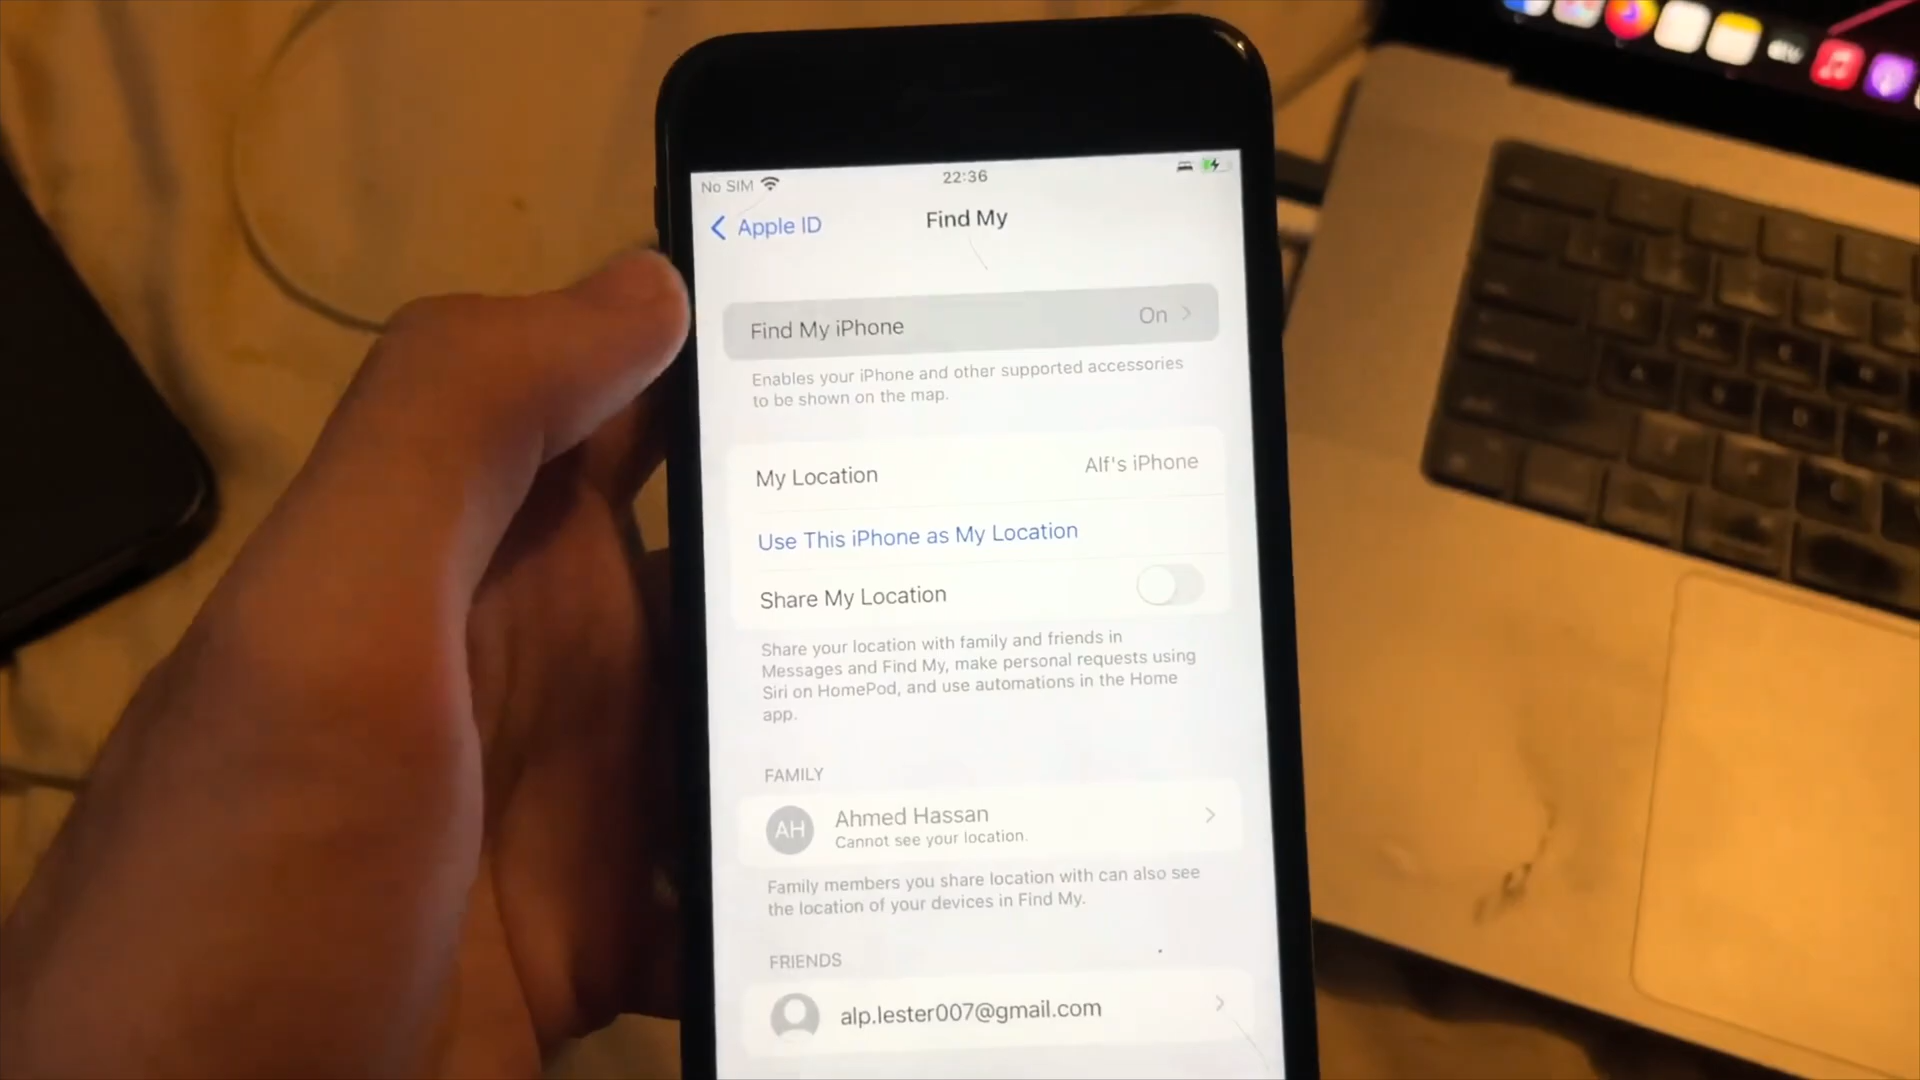 No SIM 22:36
Apple ID Find My
Find My iPhone On
Enables your iPhone and other supported accessories
to be shown on the map.
My Location Alf's iPhone
Use This iPhone as My Location
Share My Location
Share your location with family and friends in
Messages and Find My, make personal requests using
Siri on HomePod, and use automations in the Home
app.
FAMILY
AH Ahmed Hassan
Cannot see your location.
Family members you share location with can also see
the location of your devices in Find My.
FRIENDS
alp.lester007@gmail.com